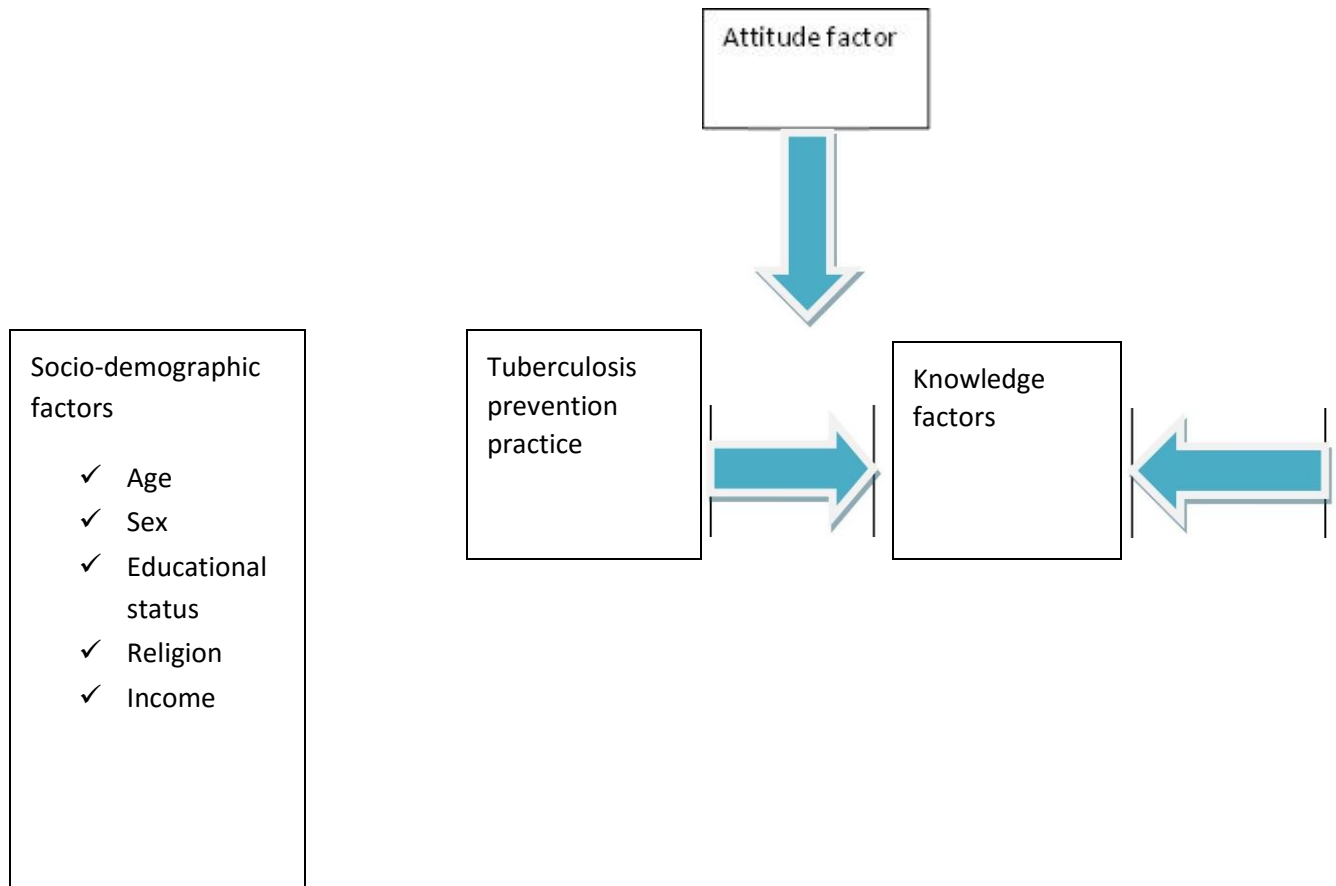 Attitude factor
Socio-demographic
factors
✓ Age
✓ Sex
✓ Educational
status
✓ Religion
✓ Income
Tuberculosis
prevention
practice
Knowledge
factors